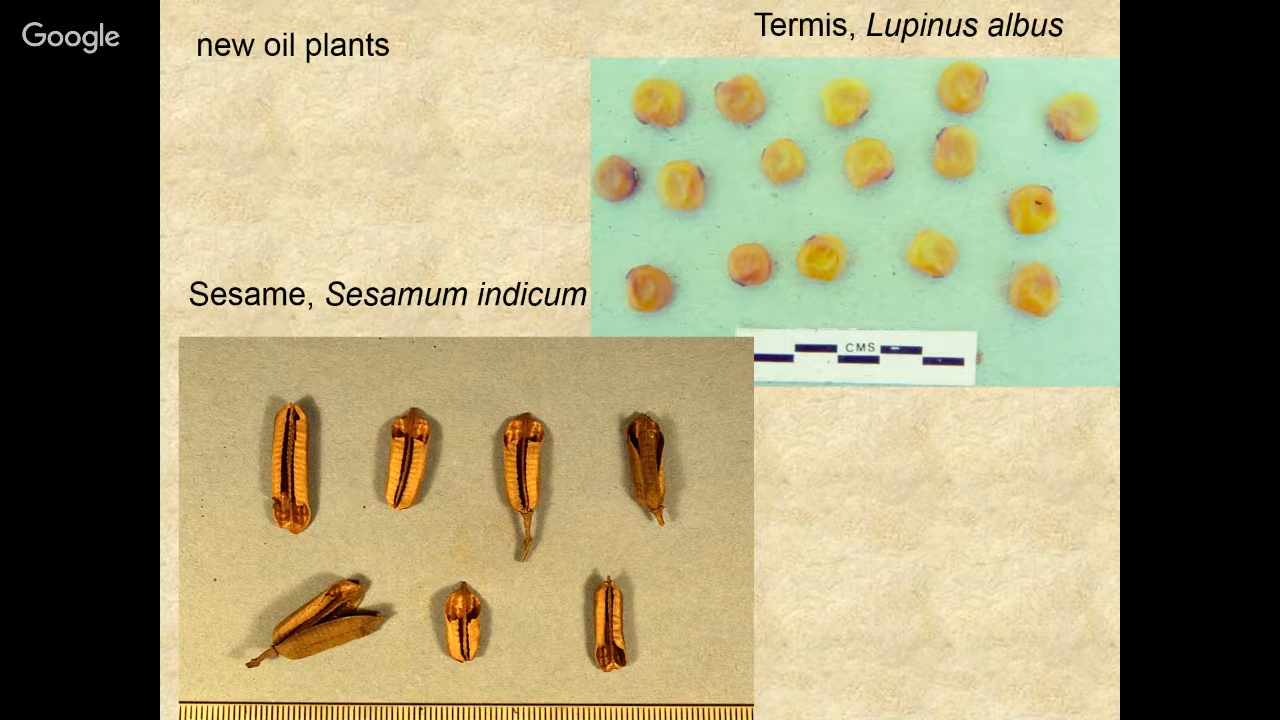 Google
new oil plants
Termis, Lupinus albus
Sesame, Sesamum indicum
CMS